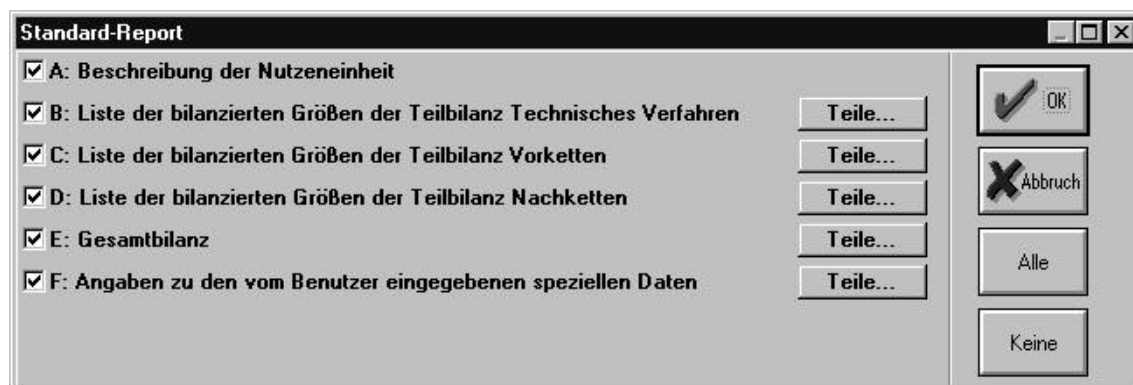 Standard-Report
A: Beschreibung der Nutzeneinheit
B: Liste der bilanzierten Größen der Teilbilanz Technisches Verfahren Teile...
C: Liste der bilanzierten Größen der Teilbilanz Vorketten Teile...
D: Liste der bilanzierten Größen der Teilbilanz Nachketten Teile...
E: Gesamtbilanz Teile...
F: Angaben zu den vom Benutzer eingegebenen speziellen Daten Teile...
OK
Abbruch
Alle
Keine